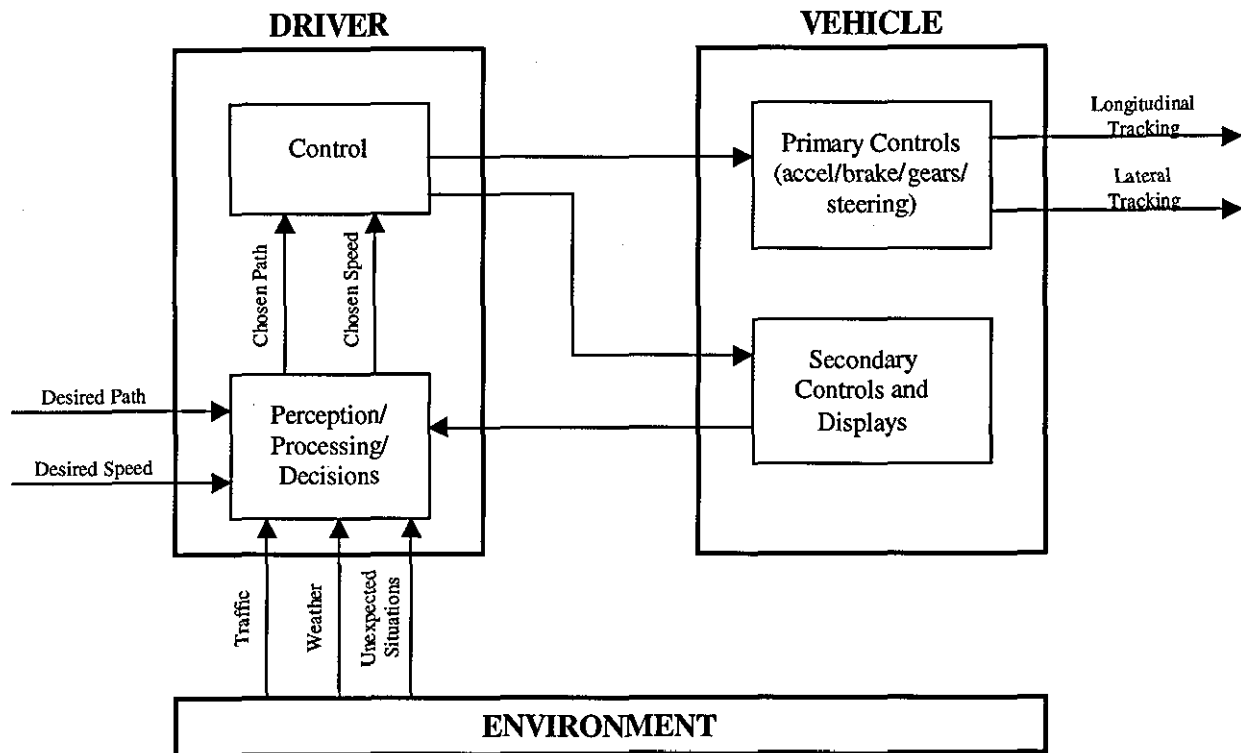 DRIVER
VEHICLE
Control
Primary Controls
(accel/brake/gears/
steering)
Longitudinal
Tracking
Lateral
Tracking
Chosen Path
Chosen Speed
Secondary
Controls and
Displays
Desired Path
Desired Speed
Perception/
Processing/
Decisions
Traffic
Weather
Unexpected
Situations
ENVIRONMENT